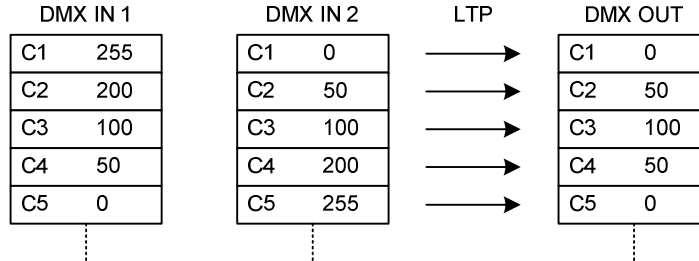 DMX IN 1 DMX IN 2 LTP DMX OUT
C1 255 C1 0 C1 0
C2 200 C2 50 C2 50
C3 100 C3 100 C3 100
C4 50 C4 200 C4 50
C5 0 C5 255 C5 0